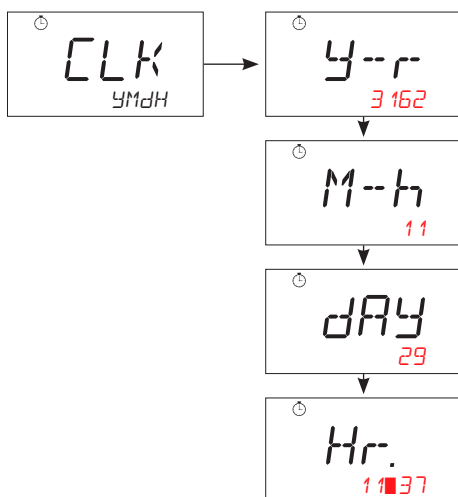 CLK
YMdH
Y--r
3162
M--h
11
dAY
29
Hr.
11:37